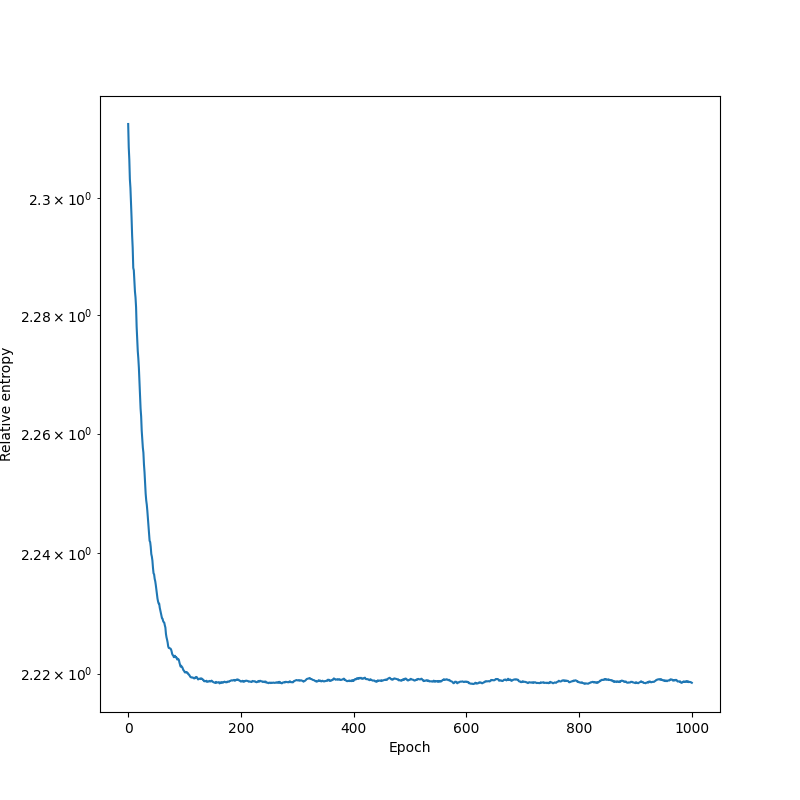 Relative entropy
2.3 × 10⁰
2.28 × 10⁰
2.26 × 10⁰
2.24 × 10⁰
2.22 × 10⁰
0 200 400 600 800 1000
Epoch